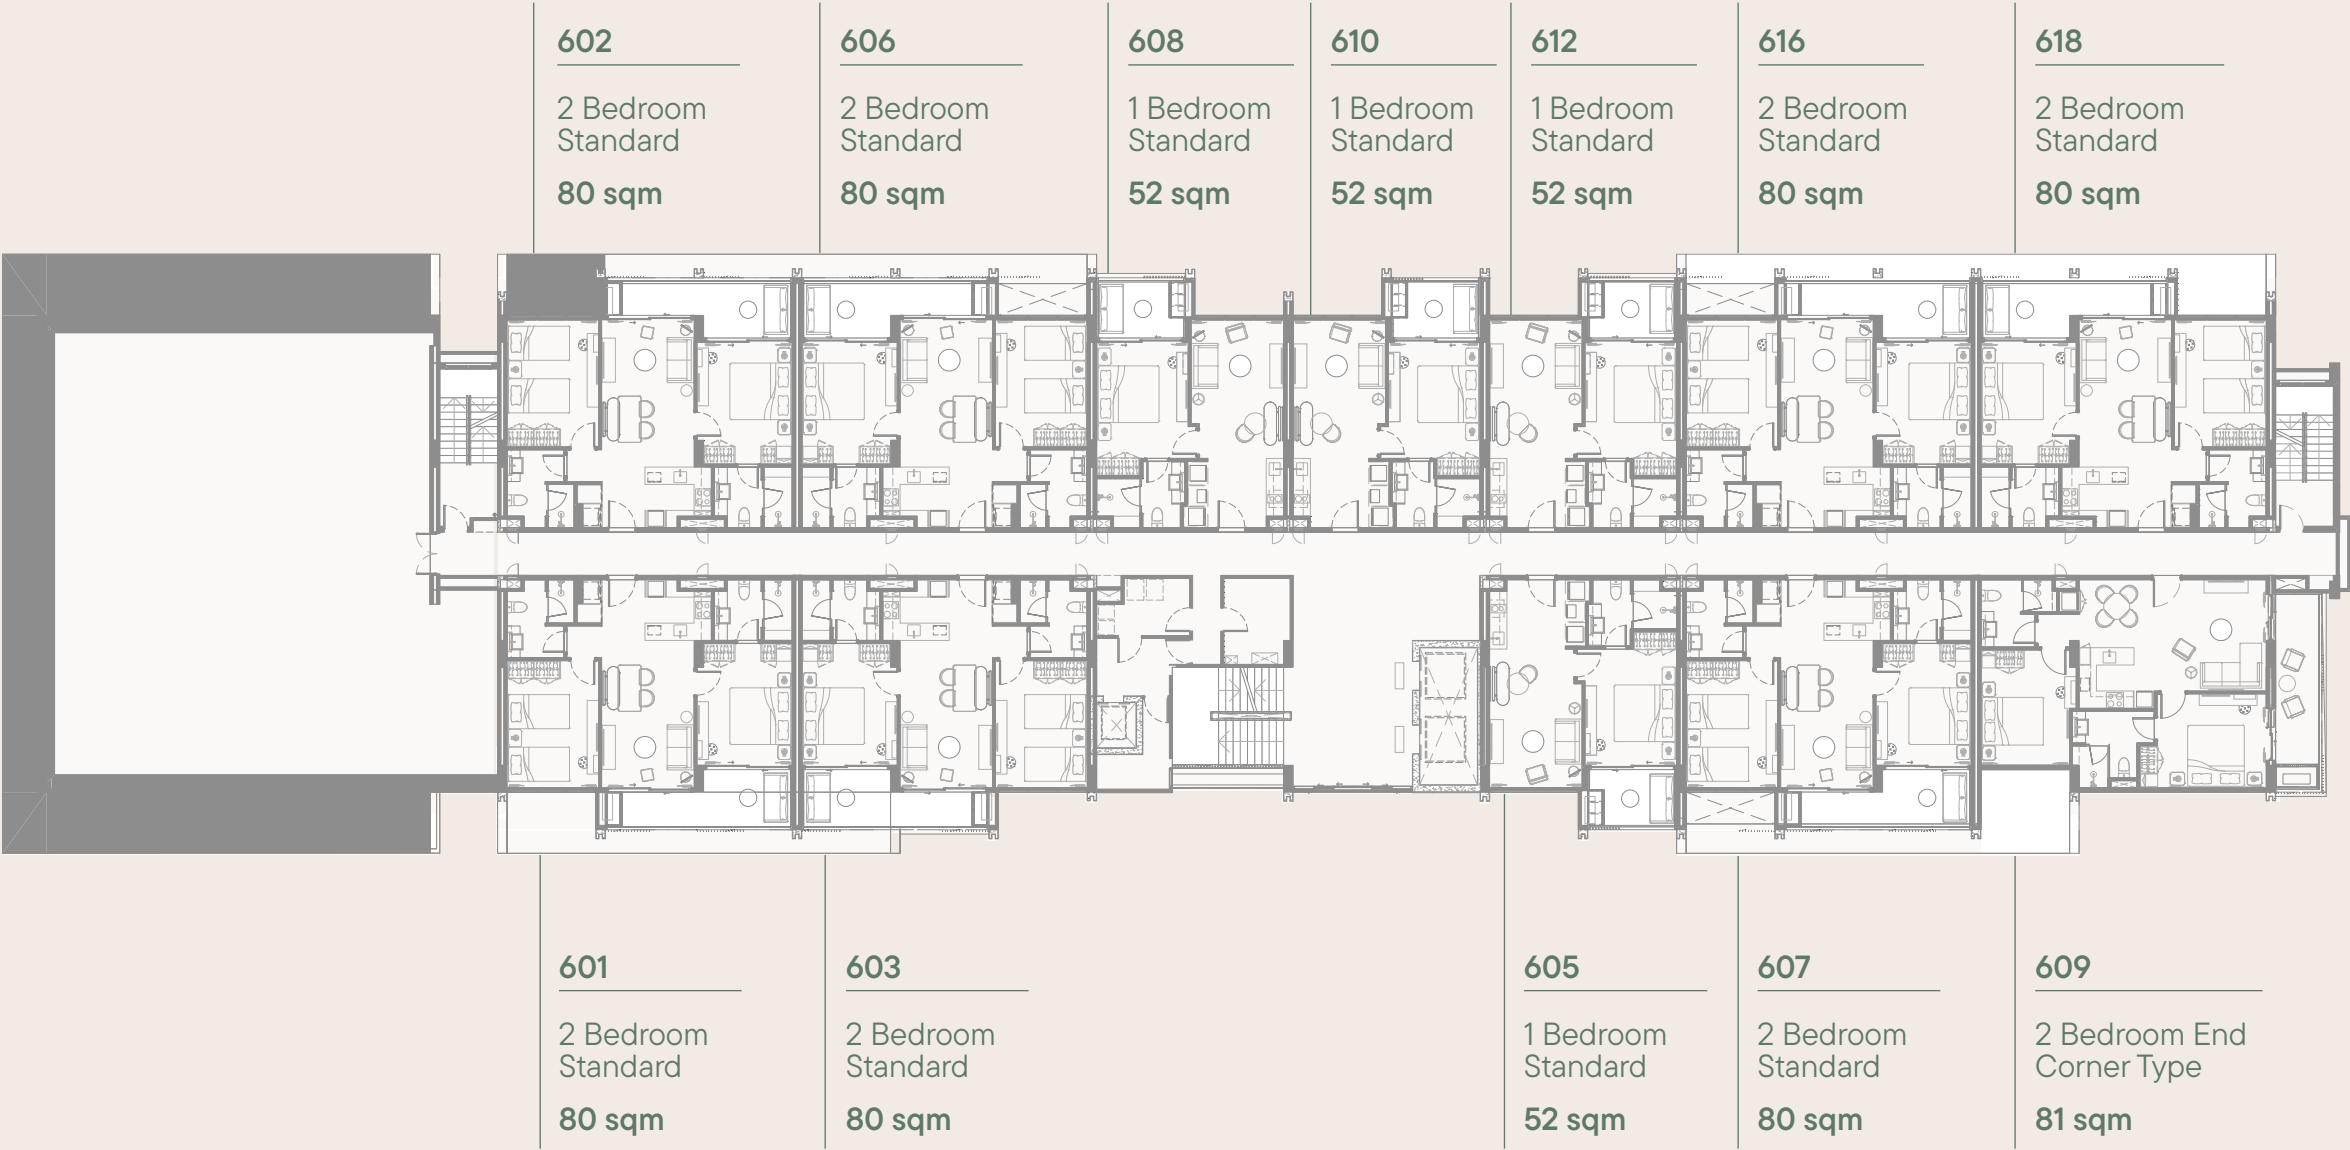 602
2 Bedroom
Standard
80 sqm
606
2 Bedroom
Standard
80 sqm
608
1 Bedroom
Standard
52 sqm
610
1 Bedroom
Standard
52 sqm
612
1 Bedroom
Standard
52 sqm
616
2 Bedroom
Standard
80 sqm
618
2 Bedroom
Standard
80 sqm
601
2 Bedroom
Standard
80 sqm
603
2 Bedroom
Standard
80 sqm
605
1 Bedroom
Standard
52 sqm
607
2 Bedroom
Standard
80 sqm
609
2 Bedroom End
Corner Type
81 sqm